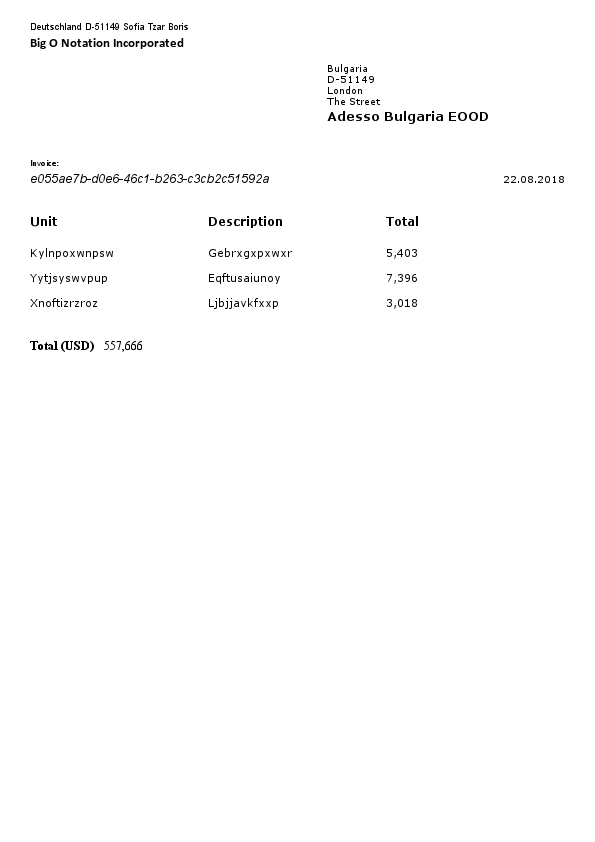 Deutschland D-51149 Sofia Tzar Boris
Big O Notation Incorporated
Bulgaria
D-51149
London
The Street
Adesso Bulgaria EOOD
Invoice:
e055ae7b-d0e6-46c1-b263-c3cb2c51592a 22.08.2018
Unit Description Total
Kylnpoxwnpsw Gebrxgxpxwxr 5,403
Yytjsyswvpup Eqftusaiunoy 7,396
Xnoftizrzroz Ljbjjavkfxxp 3,018
Total (USD) 557,666